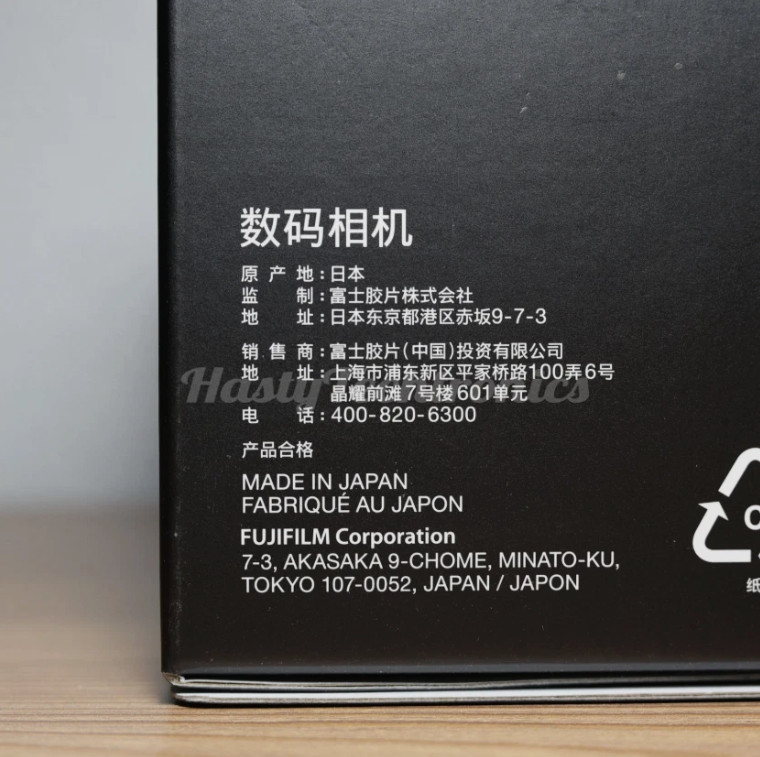 数码相机
原产地：日本
监制：富士胶片株式会社
地址：日本东京都港区赤坂9-7-3
销售商：富士胶片(中国)投资有限公司
地址：上海市浦东新区平家桥路100弄6号
晶耀前滩7号楼601单元
电话：400-820-6300
产品合格
MADE IN JAPAN
FABRIQUÉ AU JAPON
FUJIFILM Corporation
7-3, AKASAKA 9-CHOME, MINATO-KU,
TOKYO 107-0052, JAPAN / JAPON
纸